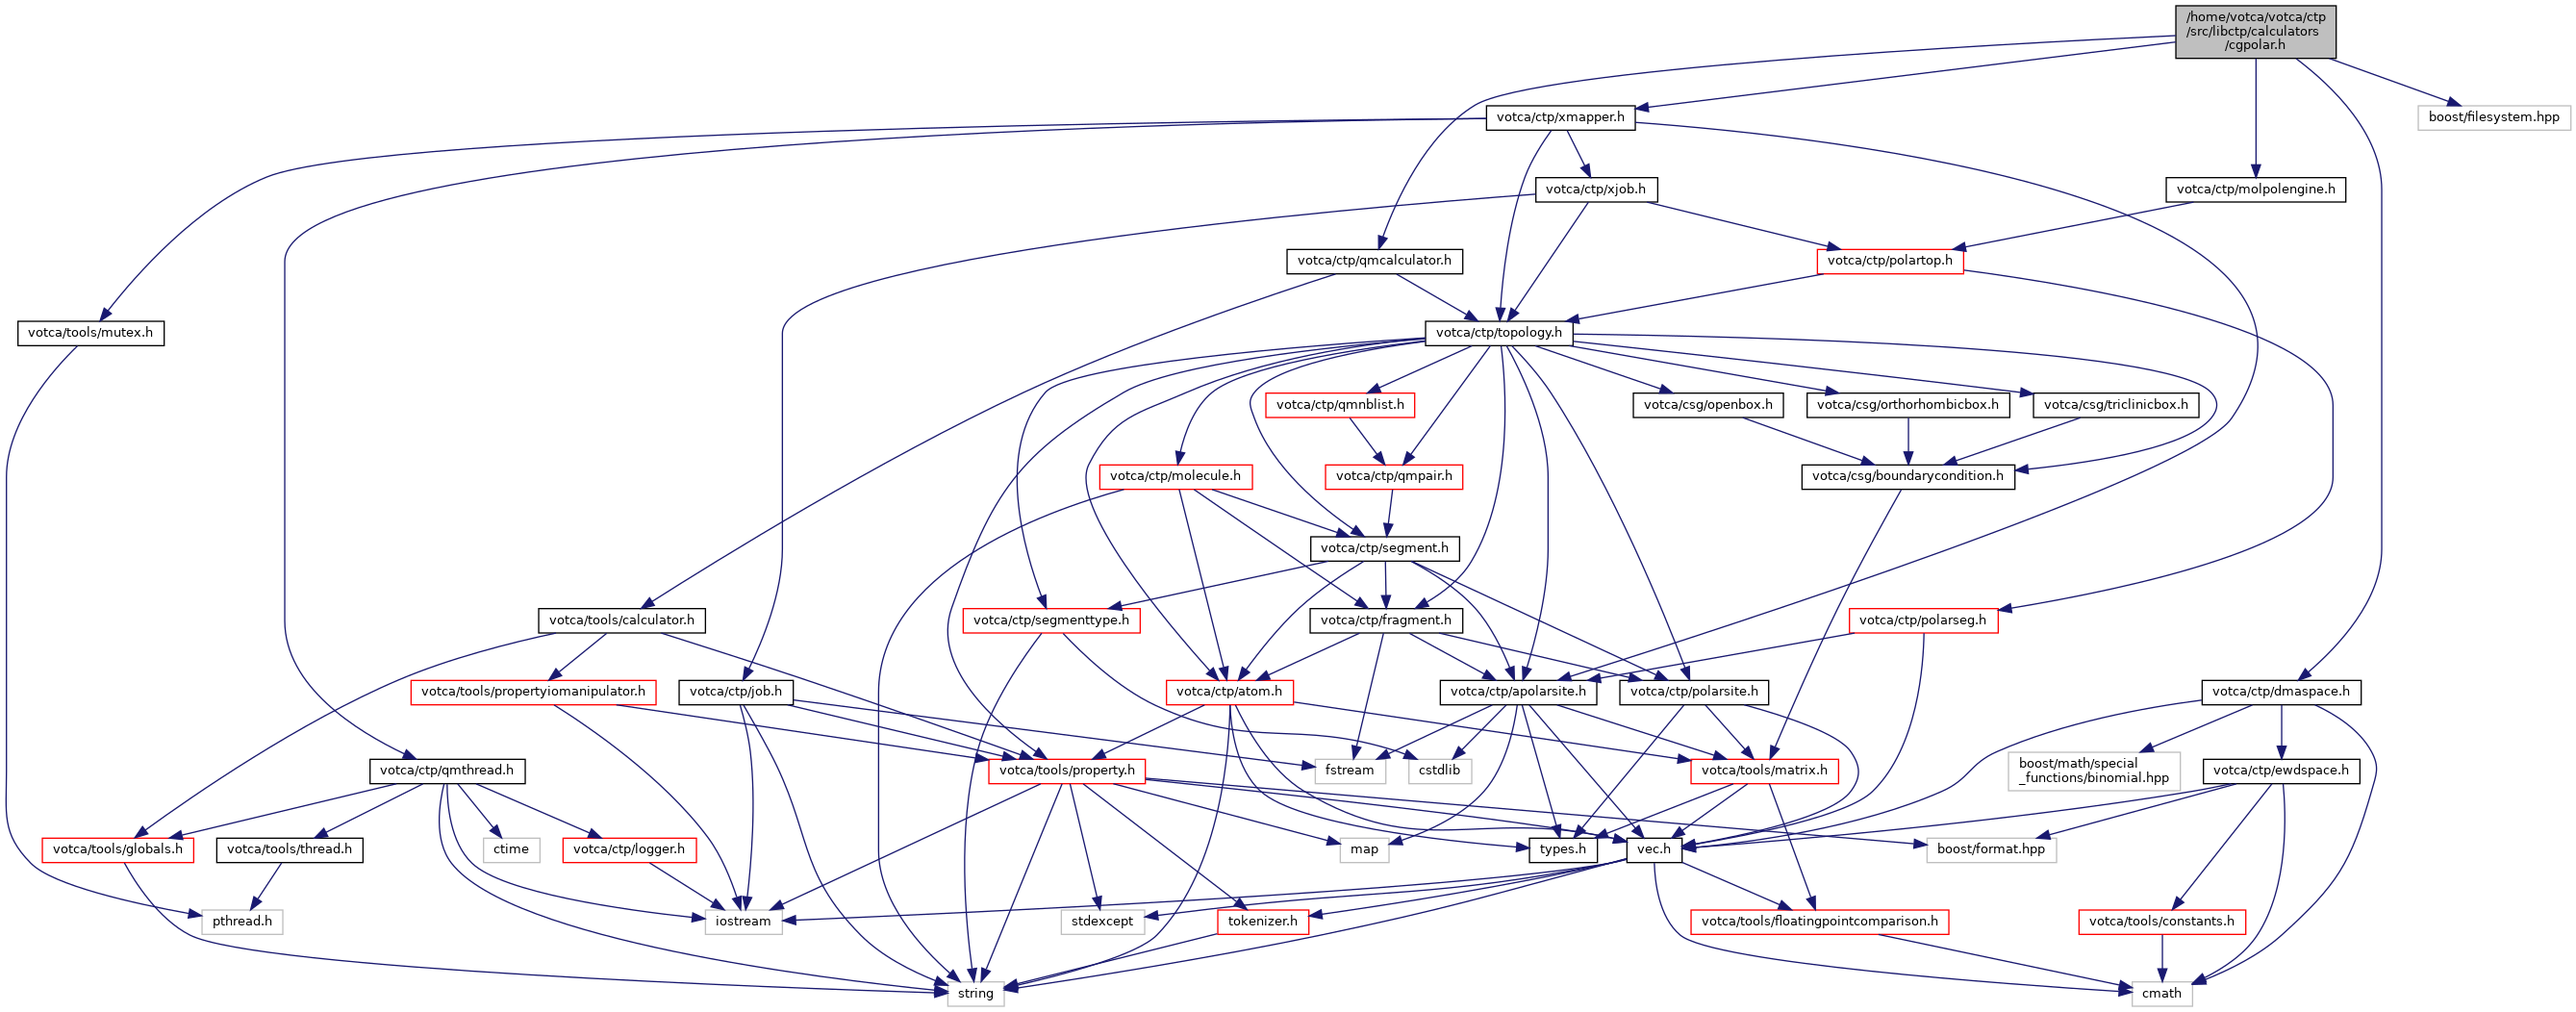 /home/votca/votca/ctp
/src/libctp/calculators
/cgpolar.h
votca/ctp/xmapper.h
boost/filesystem.hpp
votca/ctp/xjob.h
votca/ctp/molpolengine.h
votca/ctp/qmcalculator.h
votca/ctp/polartop.h
votca/tools/mutex.h
votca/ctp/topology.h
votca/ctp/qmnblist.h
votca/csg/openbox.h
votca/csg/orthorhombicbox.h
votca/csg/triclinicbox.h
votca/ctp/molecule.h
votca/ctp/qmpair.h
votca/csg/boundarycondition.h
votca/ctp/segment.h
votca/tools/calculator.h
votca/ctp/segmenttype.h
votca/ctp/fragment.h
votca/ctp/polarseg.h
votca/tools/propertyiomanipulator.h
votca/ctp/job.h
votca/ctp/atom.h
votca/ctp/apolarsite.h
votca/ctp/polarsite.h
votca/ctp/dmaspace.h
votca/ctp/qmthread.h
votca/tools/property.h
fstream
cstdlib
votca/tools/matrix.h
boost/math/special
_functions/binomial.hpp
votca/ctp/ewdspace.h
votca/tools/globals.h
votca/tools/thread.h
ctime
votca/ctp/logger.h
map
types.h
vec.h
boost/format.hpp
pthread.h
iostream
stdexcept
tokenizer.h
votca/tools/floatingpointcomparison.h
votca/tools/constants.h
string
cmath